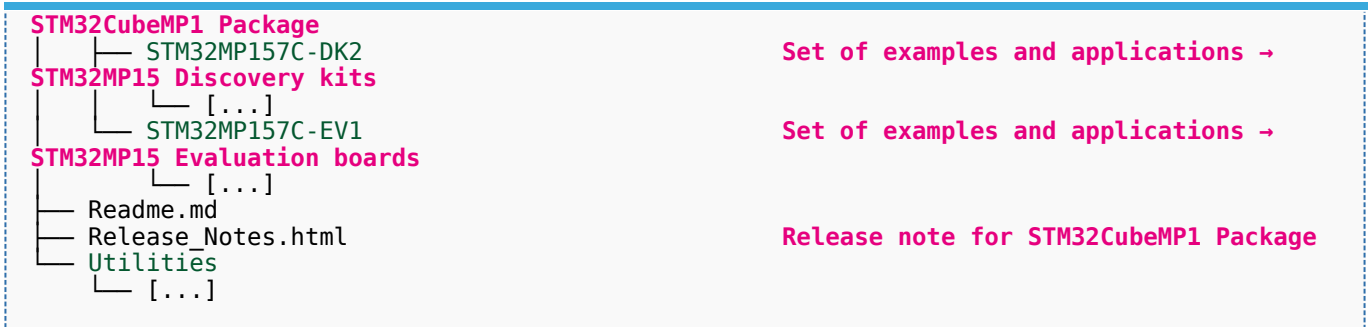 STM32CubeMP1 Package
│   ├── STM32MP157C-DK2                          Set of examples and applications →
STM32MP15 Discovery kits
│   │   └── [...]
│   └── STM32MP157C-EV1                          Set of examples and applications →
STM32MP15 Evaluation boards
│       └── [...]
├── Readme.md
├── Release_Notes.html                           Release note for STM32CubeMP1 Package
└── Utilities
    └── [...]